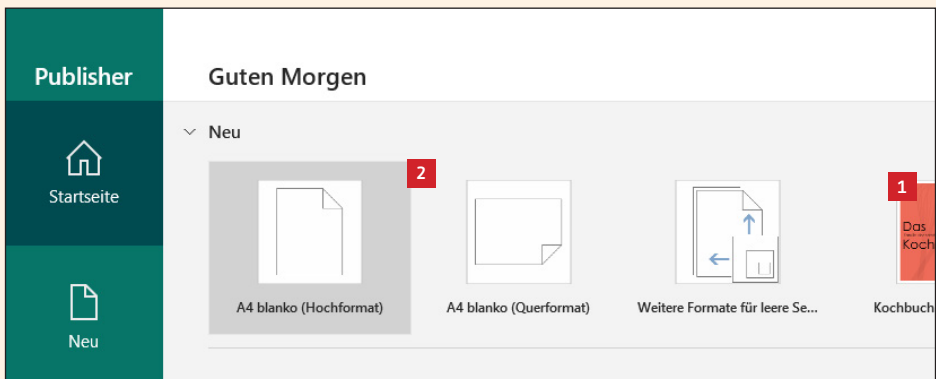 Publisher
Guten Morgen
Neu
2
1
Startseite
Das
Koch
A4 blanko (Hochformat)
A4 blanko (Querformat)
Weitere Formate für leere Se...
Kochbuch
Neu